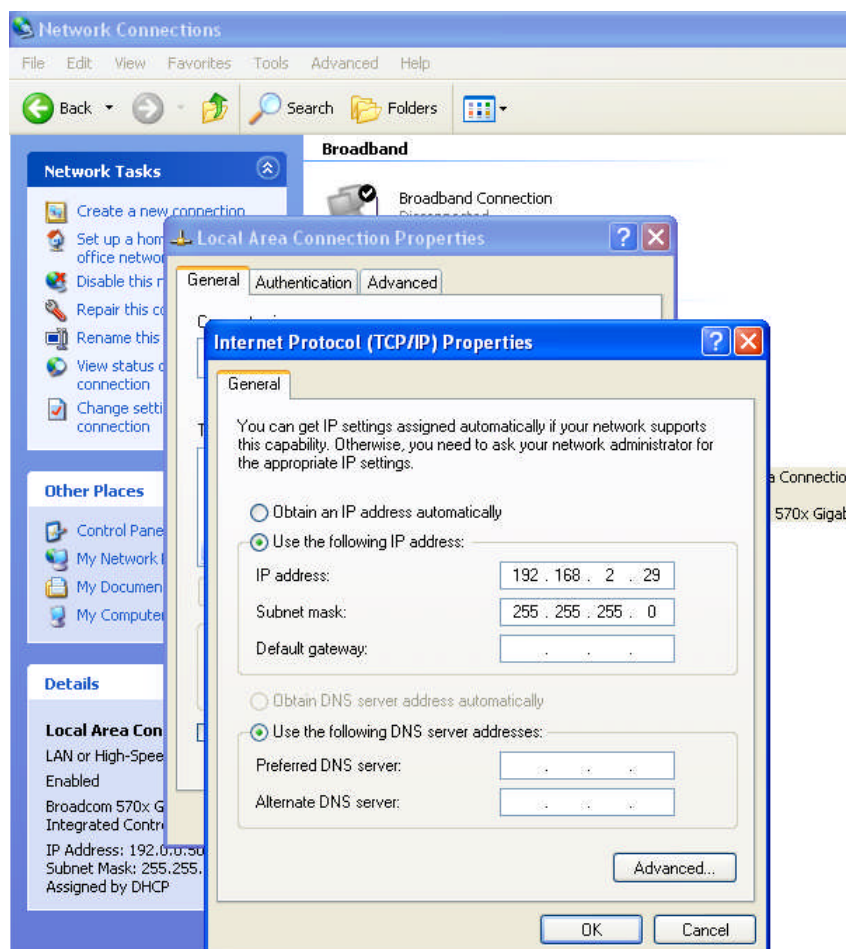 Network Connections
File Edit View Favorites Tools Advanced Help
Back Search Folders
Network Tasks
Create a new connection
Set up a hom
office networ
Disable this
Repair this co
Rename this
View status o
connection
Change setti
connection
Other Places
Control Pane
My Network
My Documen
My Computer
Details
Local Area Con
LAN or High-Spee
Enabled
Broadcom 570x G
Integrated Contr
IP Address: 192.0.0.50
Subnet Mask: 255.255.
Assigned by DHCP
Broadband
Broadband Connection
Disconnected
a Connectio
570x Gigab
Local Area Connection Properties
General Authentication Advanced
Internet Protocol (TCP/IP) Properties
General
You can get IP settings assigned automatically if your network supports
this capability. Otherwise, you need to ask your network administrator for
the appropriate IP settings.
Obtain an IP address automatically
Use the following IP address:
IP address: 192 . 168 . 2 . 29
Subnet mask: 255 . 255 . 255 . 0
Default gateway: . . .
Obtain DNS server address automatically
Use the following DNS server addresses:
Preferred DNS server: . . .
Alternate DNS server: . . .
Advanced...
OK Cancel